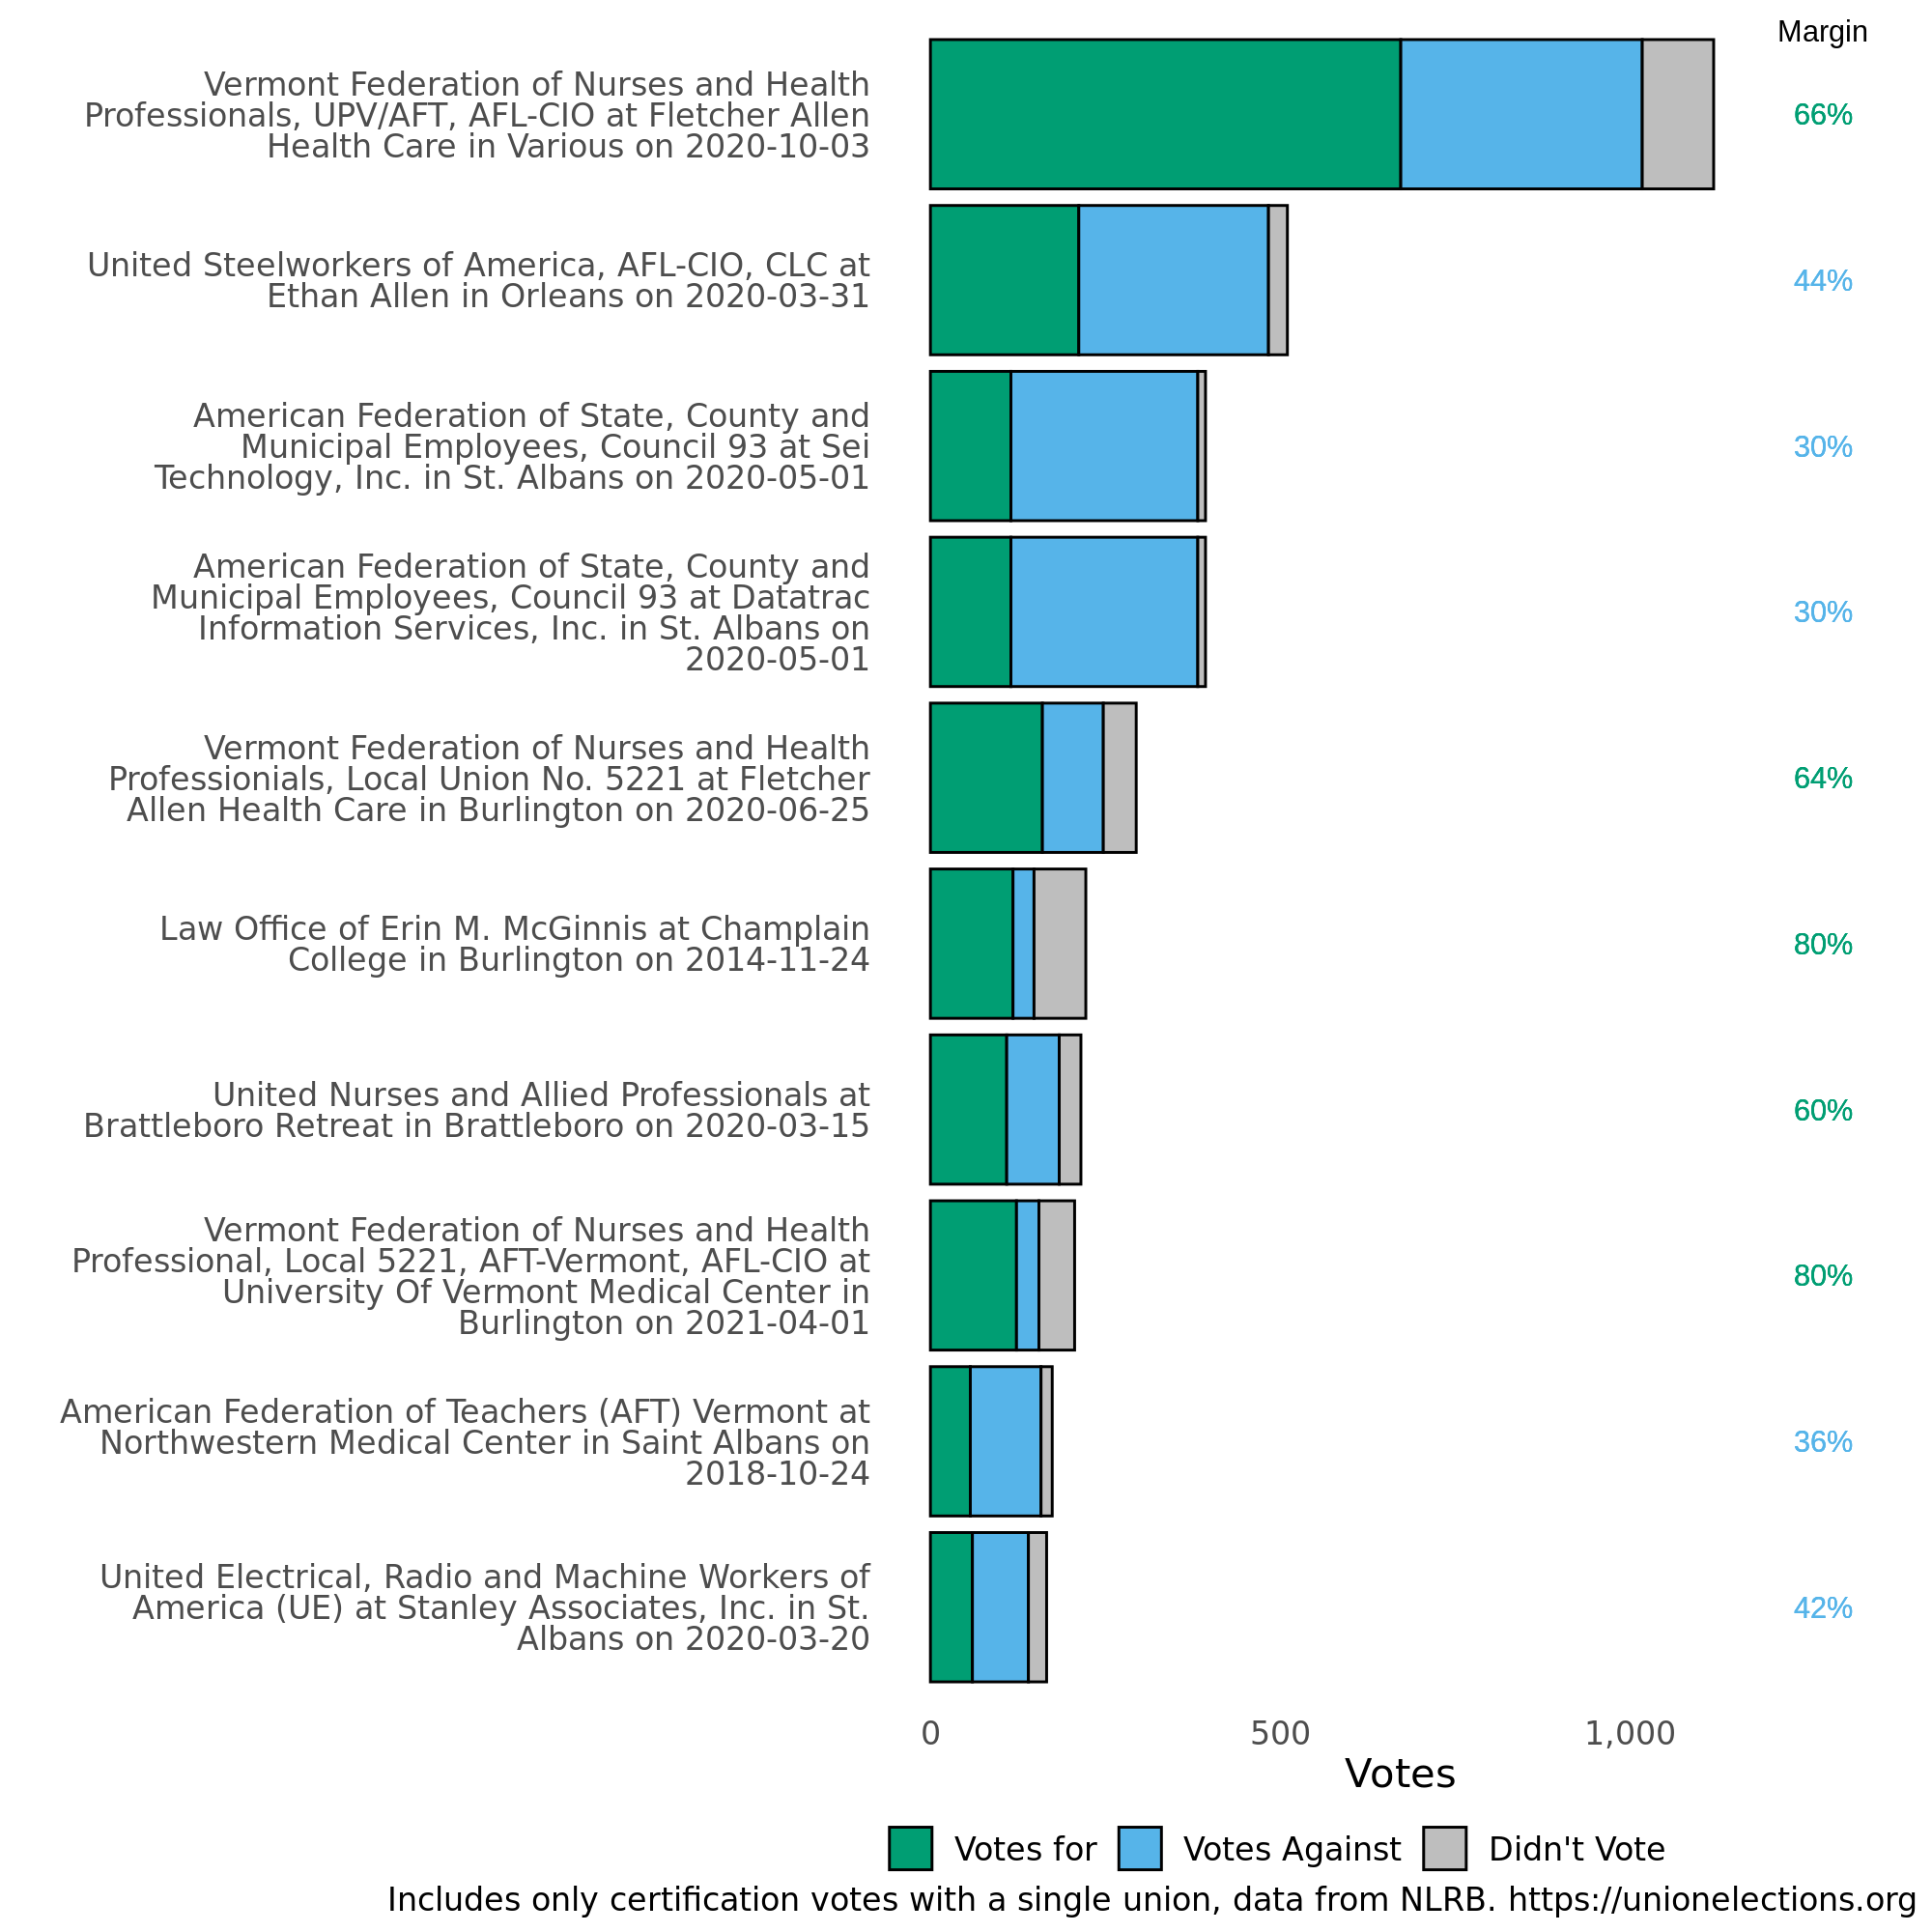 Margin
Vermont Federation of Nurses and Health
Professionals, UPV/AFT, AFL-CIO at Fletcher Allen
Health Care in Various on 2020-10-03
66%
United Steelworkers of America, AFL-CIO, CLC at
Ethan Allen in Orleans on 2020-03-31
44%
American Federation of State, County and
Municipal Employees, Council 93 at Sei
Technology, Inc. in St. Albans on 2020-05-01
30%
American Federation of State, County and
Municipal Employees, Council 93 at Datatrac
Information Services, Inc. in St. Albans on
2020-05-01
30%
Vermont Federation of Nurses and Health
Professionials, Local Union No. 5221 at Fletcher
Allen Health Care in Burlington on 2020-06-25
64%
Law Office of Erin M. McGinnis at Champlain
College in Burlington on 2014-11-24
80%
United Nurses and Allied Professionals at
Brattleboro Retreat in Brattleboro on 2020-03-15
60%
Vermont Federation of Nurses and Health
Professional, Local 5221, AFT-Vermont, AFL-CIO at
University Of Vermont Medical Center in
Burlington on 2021-04-01
80%
American Federation of Teachers (AFT) Vermont at
Northwestern Medical Center in Saint Albans on
2018-10-24
36%
United Electrical, Radio and Machine Workers of
America (UE) at Stanley Associates, Inc. in St.
Albans on 2020-03-20
42%
0 500 1,000
Votes
Votes for Votes Against Didn't Vote
Includes only certification votes with a single union, data from NLRB. https://unionelections.org